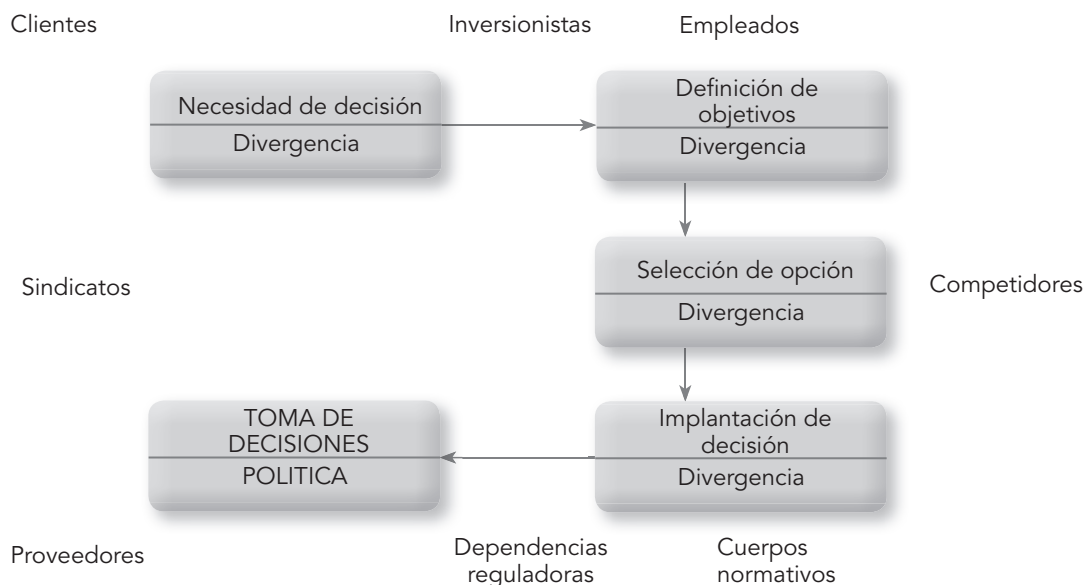 Clientes
Inversionistas
Empleados
Necesidad de decisión
Divergencia
Definición de
objetivos
Divergencia
Sindicatos
Selección de opción
Divergencia
Competidores
TOMA DE
DECISIONES
POLITICA
Implantación de
decisión
Divergencia
Proveedores
Dependencias
reguladoras
Cuerpos
normativos